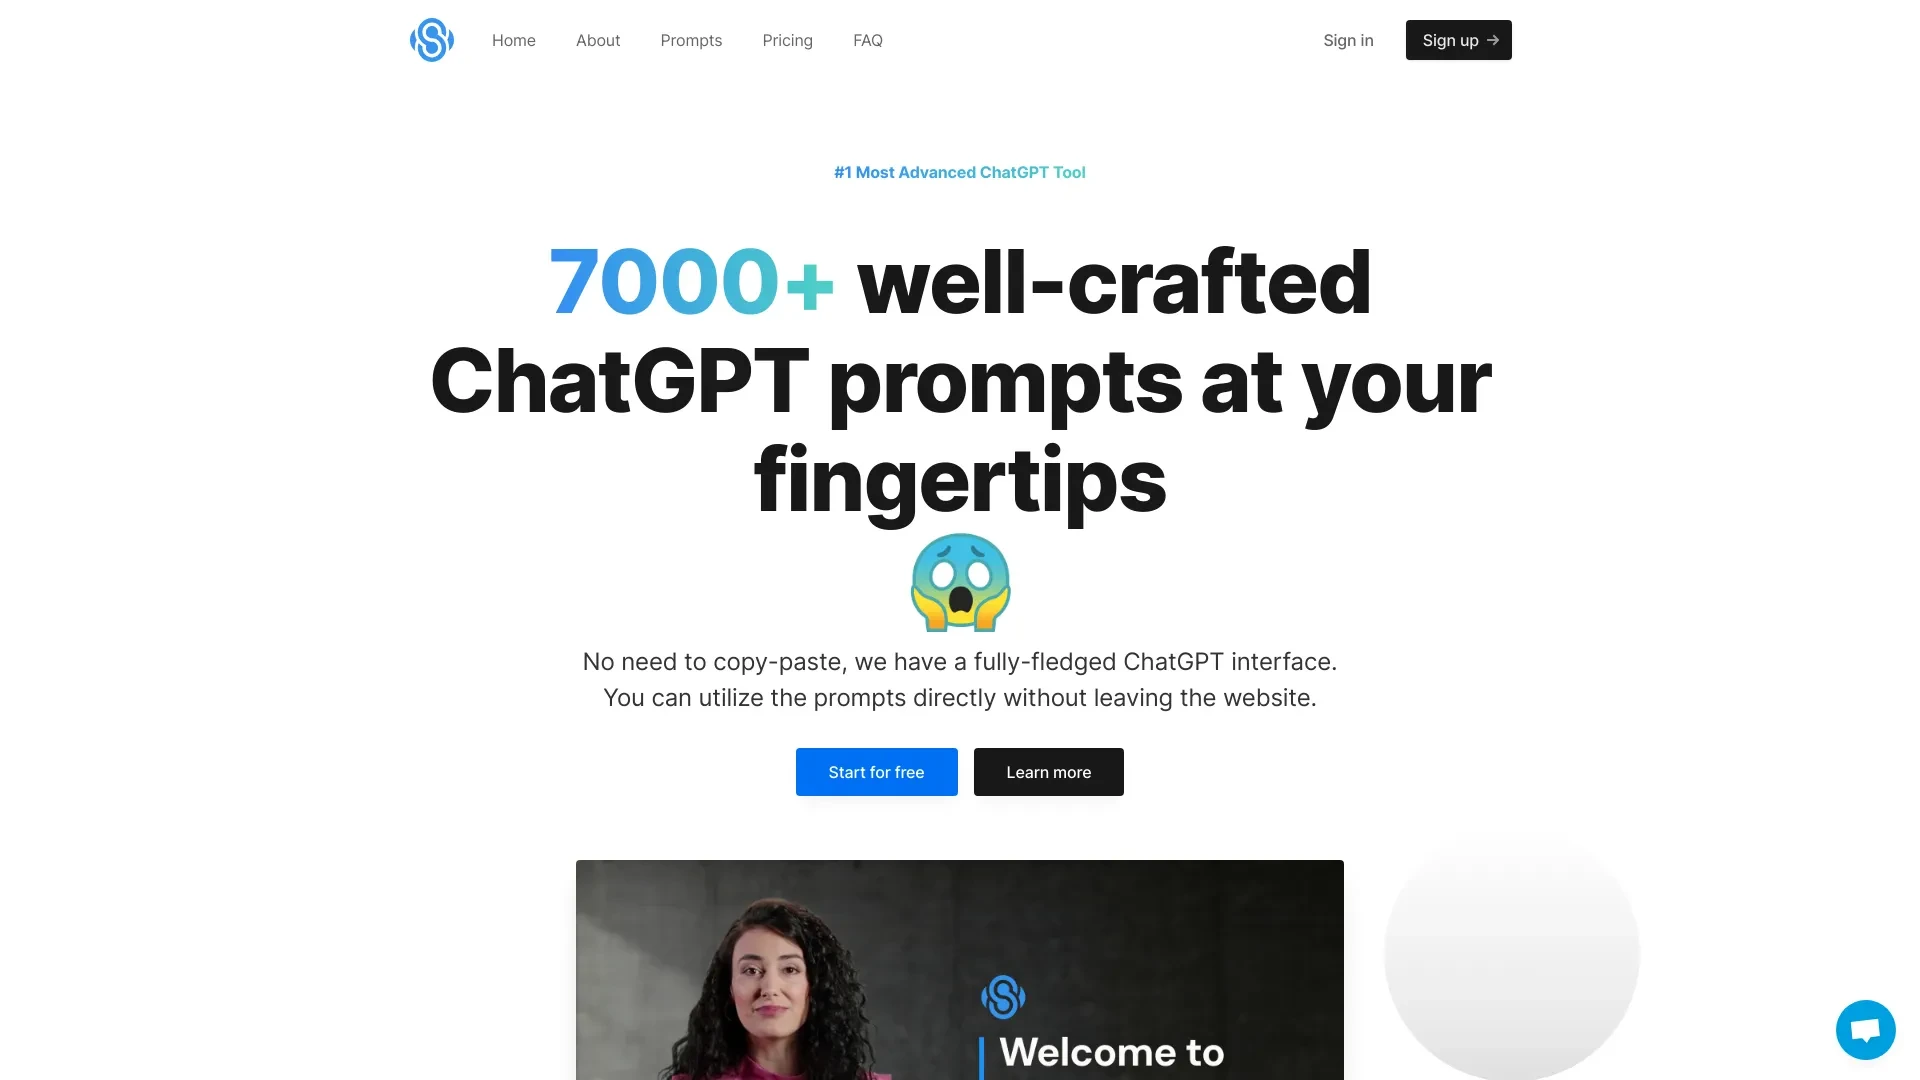 Home
About
Prompts
Pricing
FAQ
Sign in
Sign up →
#1 Most Advanced ChatGPT Tool
7000+ well-crafted
ChatGPT prompts at your
fingertips
No need to copy-paste, we have a fully-fledged ChatGPT interface.
You can utilize the prompts directly without leaving the website.
Start for free
Learn more
Welcome to